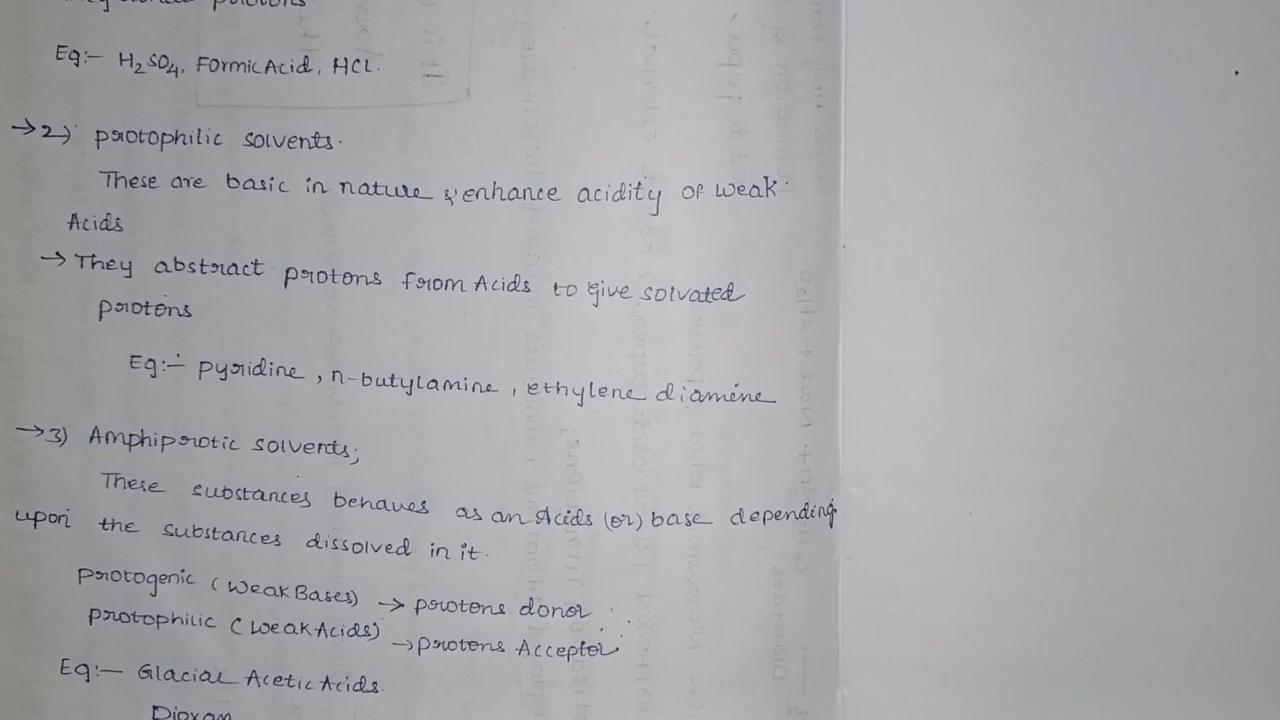 protons
Eg:- H₂SO₄, Formic Acid, HCl.
→2) protophilic solvents.
These are basic in nature & enhance acidity of weak
Acids
→ They abstract protons from Acids to give solvated
protons
Eg:- pyridine, n-butylamine, ethylene diamine
→3) Amphiprotic solvents;
These substances behaves as an Acids (or) base depending
upon the substances dissolved in it.
protogenic (weak Bases) → protons donor
protophilic (weak Acids) → protons Acceptor
Eg:- Glacial Acetic Acids.
Dioxan